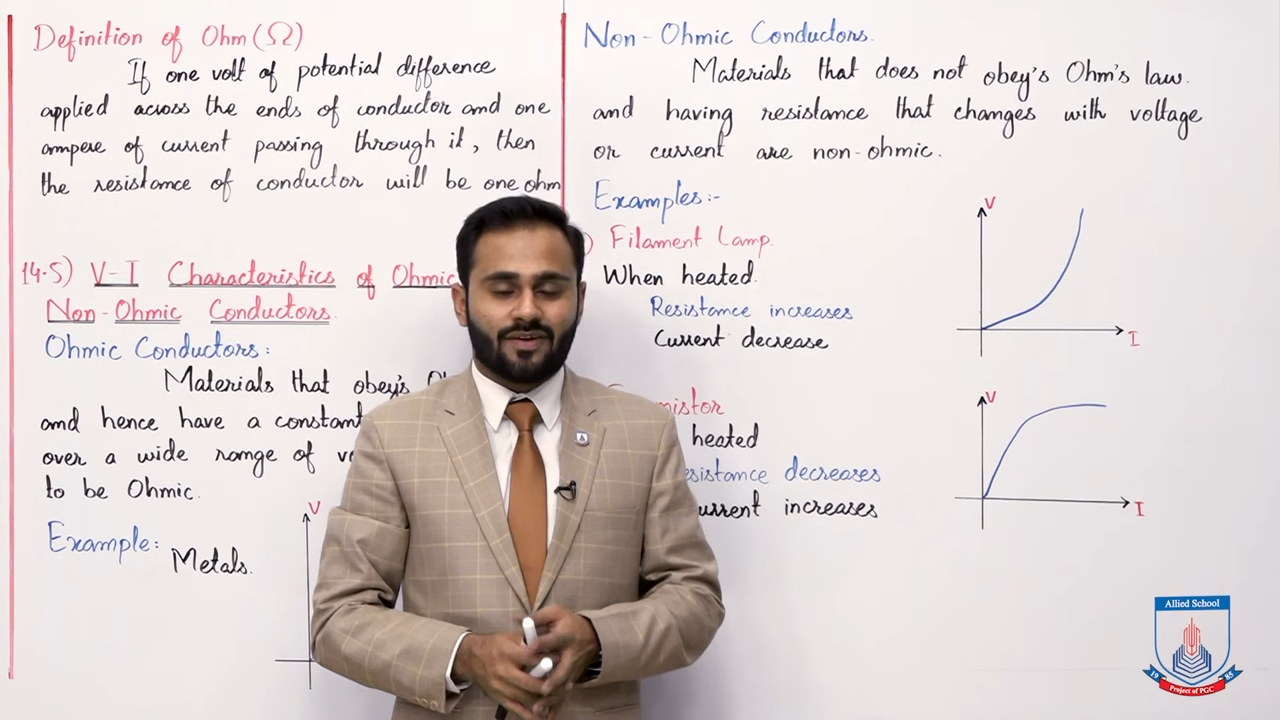 Definition of Ohm (Ω)
If one volt of potential difference
applied across the ends of conductor and one
ampere of current passing through it, then
the resistance of conductor will be one ohm
14.5) V-I Characteristics of Ohmic
Non-Ohmic Conductors.
Ohmic Conductors:
Materials that obey's
and hence have a constant
over a wide range of
to be Ohmic.
Example:
Metals.
V
Non-Ohmic Conductors.
Materials that does not obey's Ohm's law.
and having resistance that changes with voltage
or current are non-ohmic.
Examples:-
) Filament Lamp.
When heated.
Resistance increases
Current decrease
V
I
mistor
heated
esistance decreases
urrent increases
V
I
Allied School
19 85
Project of PGC